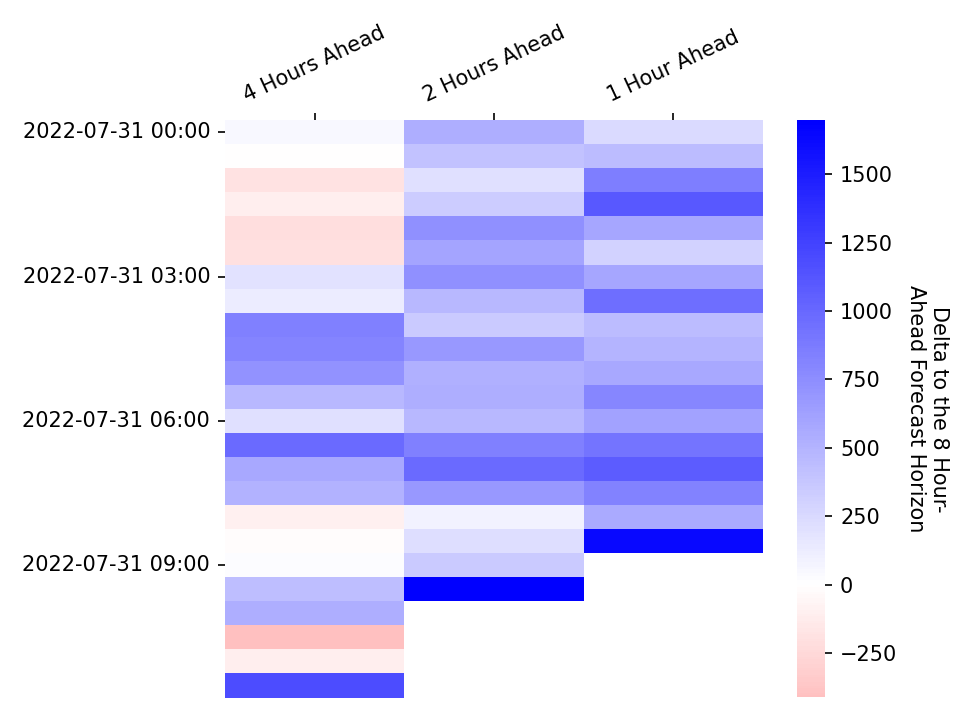 4 Hours Ahead
2 Hours Ahead
1 Hour Ahead
2022-07-31 00:00
2022-07-31 03:00
2022-07-31 06:00
2022-07-31 09:00
1500
1250
1000
750
500
250
0
−250
Delta to the 8 Hour-
Ahead Forecast Horizon